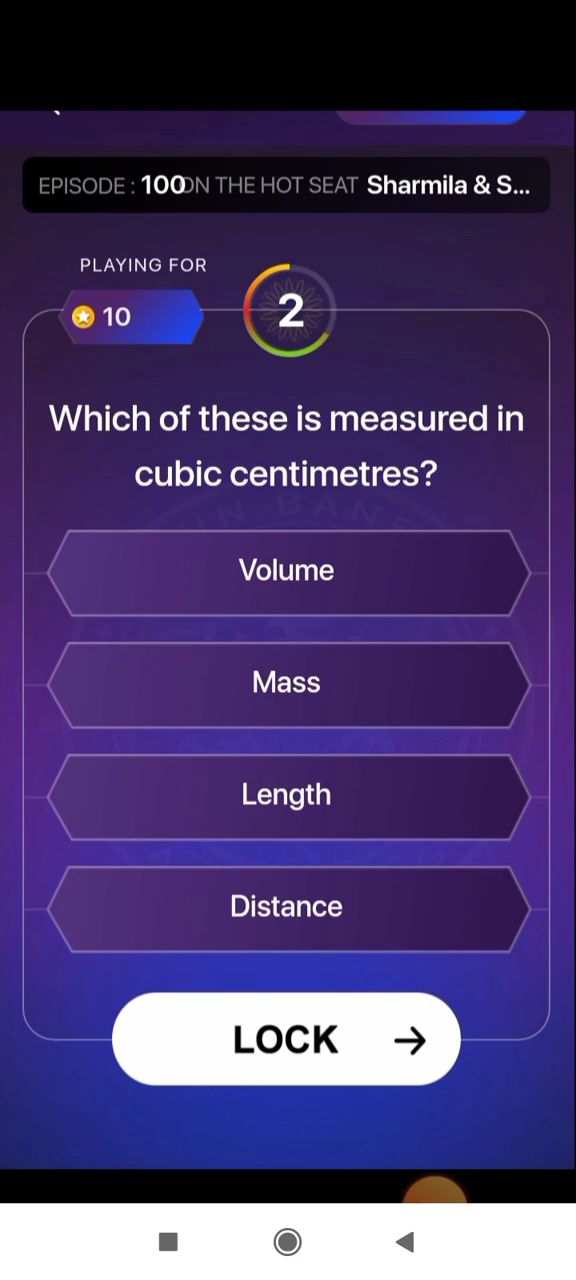 EPISODE : 100 ON THE HOT SEAT Sharmila & S...
PLAYING FOR
10
2
Which of these is measured in
cubic centimetres?
Volume
Mass
Length
Distance
LOCK